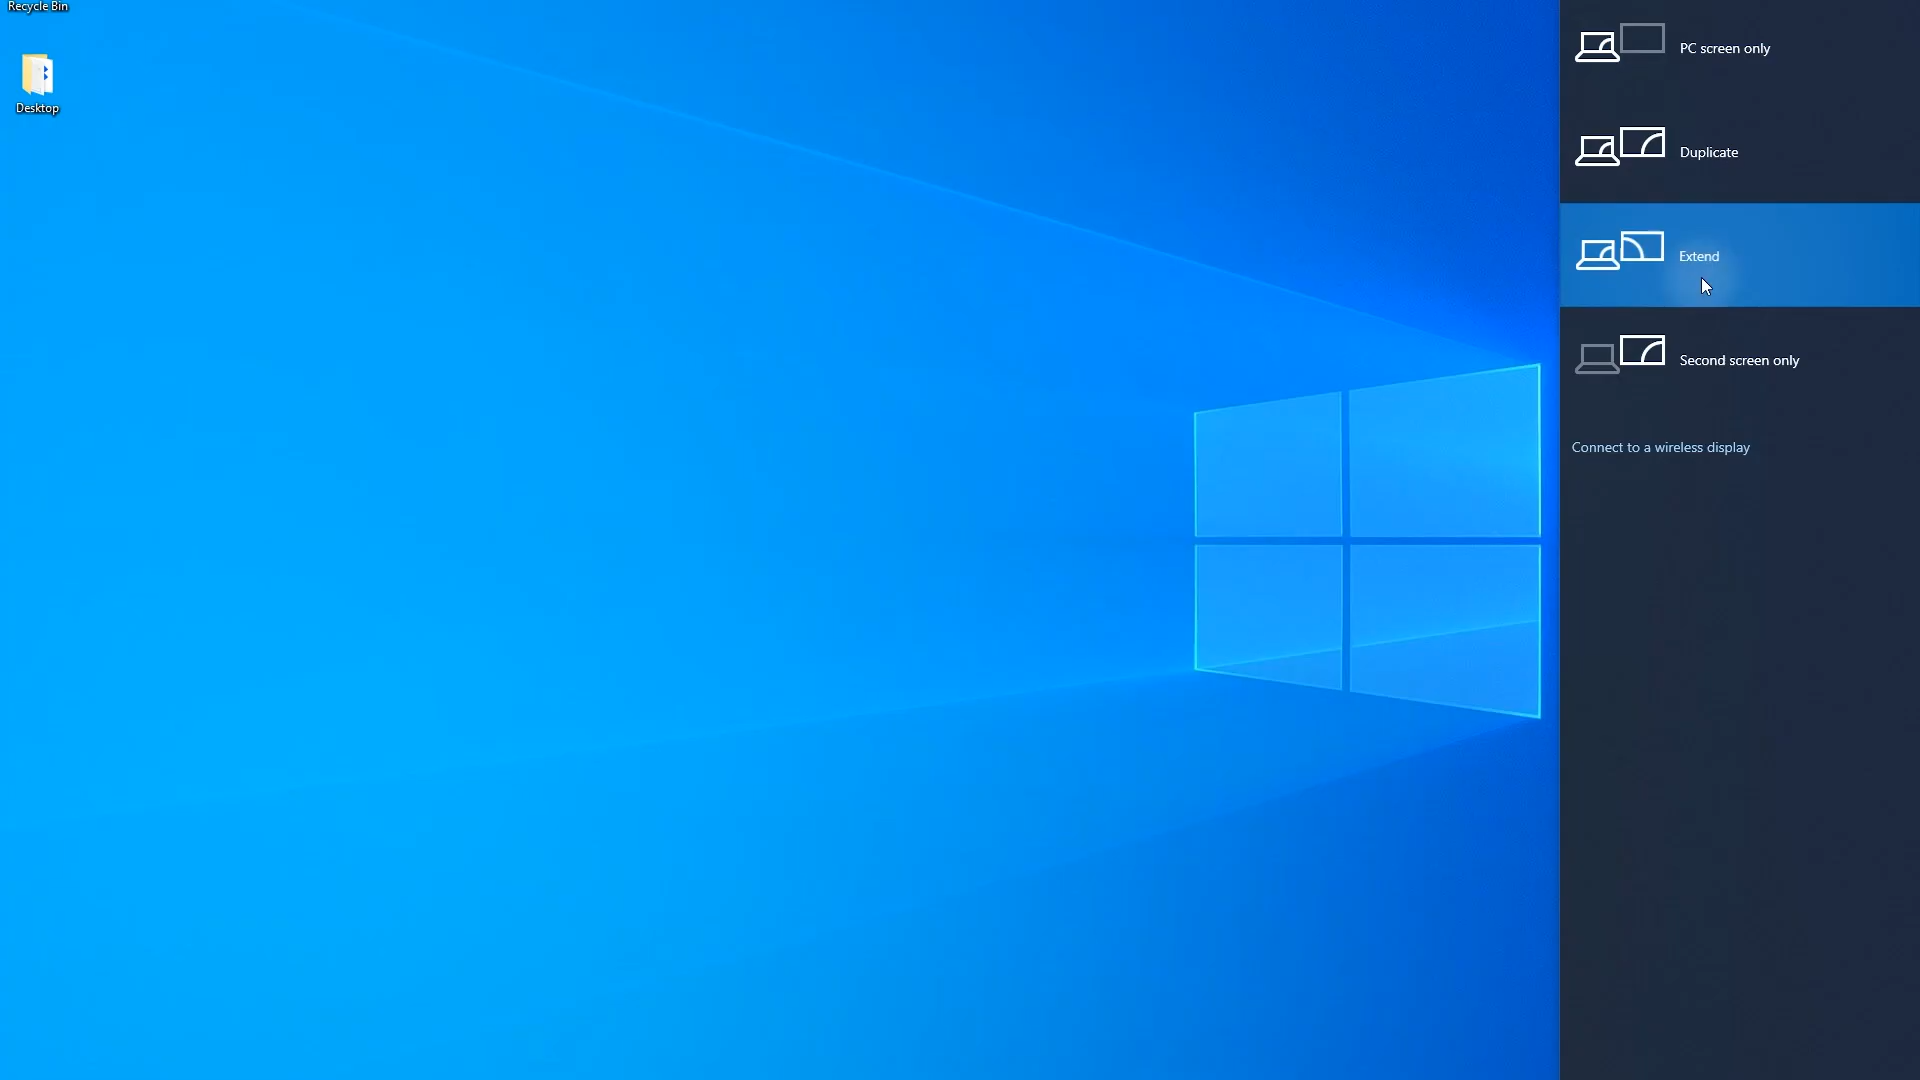 Recycle Bin
Desktop
PC screen only
Duplicate
Extend
Second screen only
Connect to a wireless display